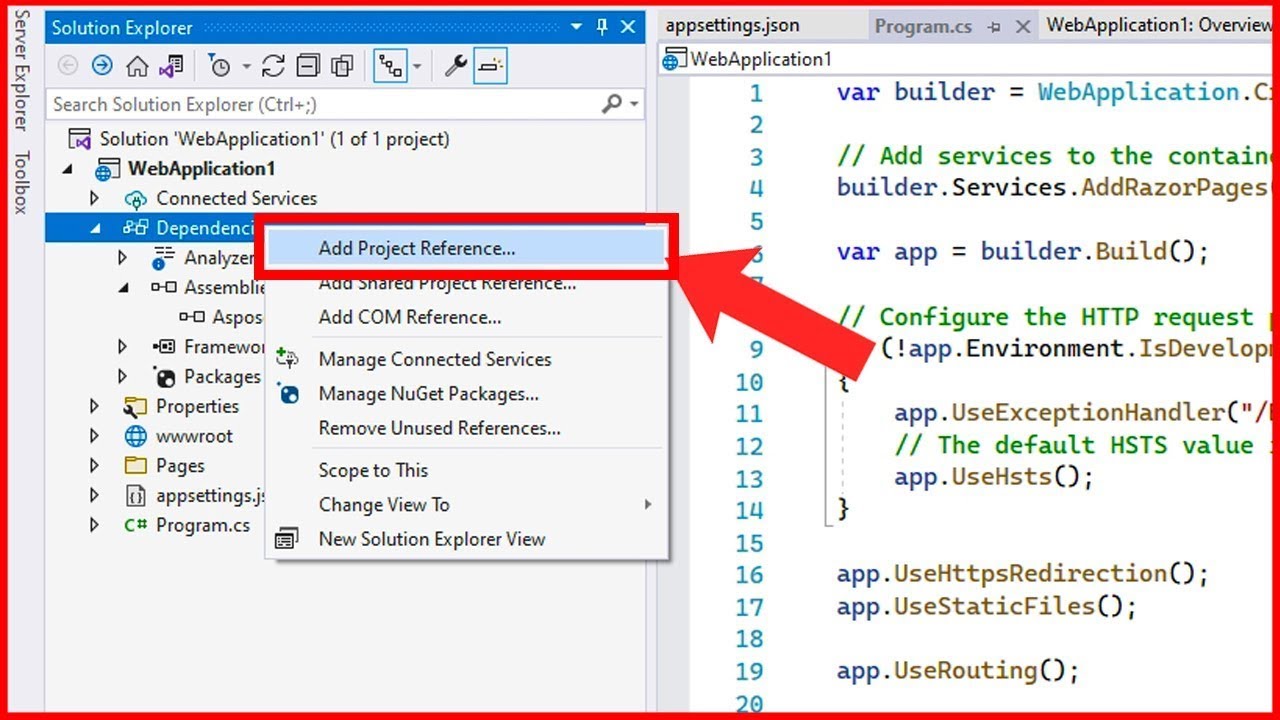 Server Explorer
Toolbox
Solution Explorer
Search Solution Explorer (Ctrl+;)
Solution 'WebApplication1' (1 of 1 project)
WebApplication1
Connected Services
Dependenci
Analyzer
Assemblie
Aspos
Framewor
Packages
Properties
wwwroot
Pages
appsettings.js
C# Program.cs
Add Project Reference...
Add Shared Project Reference...
Add COM Reference...
Manage Connected Services
Manage NuGet Packages...
Remove Unused References...
Scope to This
Change View To
New Solution Explorer View
appsettings.json Program.cs WebApplication1: Overview
WebApplication1
1 var builder = WebApplication.C
2
3 // Add services to the containe
4 builder.Services.AddRazorPages(
5
6 var app = builder.Build();
// Configure the HTTP request p
9 (!app.Environment.IsDevelopm
10 {
11 app.UseExceptionHandler("/E
12 // The default HSTS value i
13 app.UseHsts();
14 }
15
16 app.UseHttpsRedirection();
17 app.UseStaticFiles();
18
19 app.UseRouting();
20